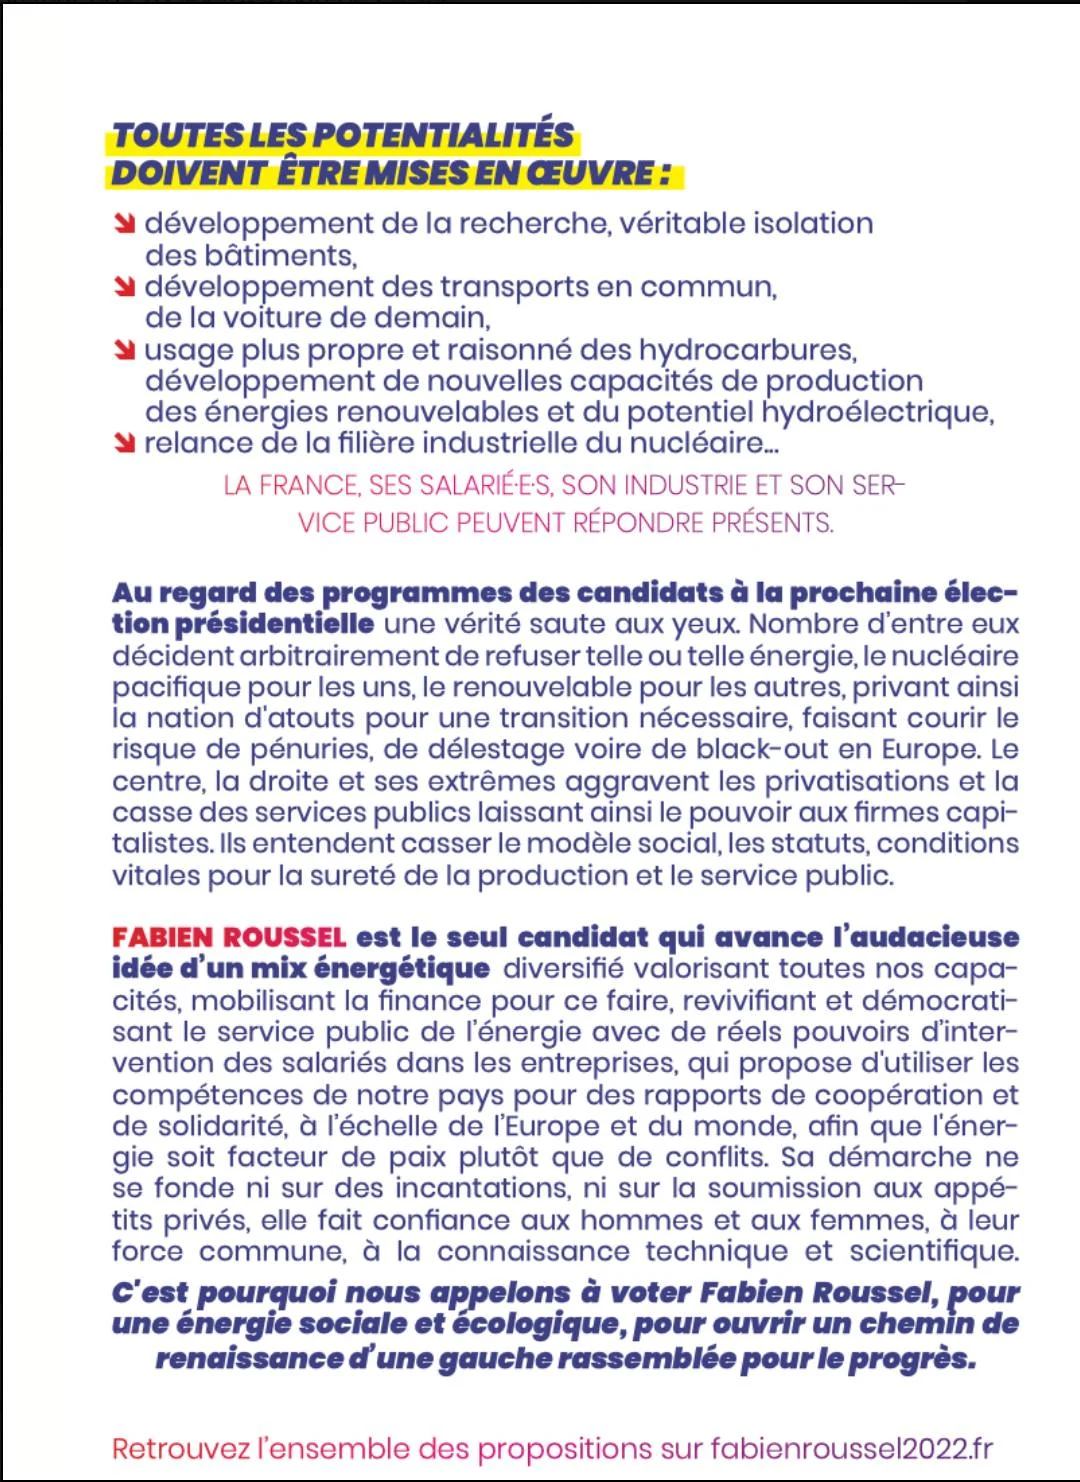 TOUTES LES POTENTIALITÉS
DOIVENT ÊTRE MISES EN ŒUVRE :
développement de la recherche, véritable isolation
des bâtiments,
développement des transports en commun,
de la voiture de demain,
usage plus propre et raisonné des hydrocarbures,
développement de nouvelles capacités de production
des énergies renouvelables et du potentiel hydroélectrique,
relance de la filière industrielle du nucléaire...
LA FRANCE, SES SALARIÉ·E·S, SON INDUSTRIE ET SON SER-
VICE PUBLIC PEUVENT RÉPONDRE PRÉSENTS.
Au regard des programmes des candidats à la prochaine élec-
tion présidentielle une vérité saute aux yeux. Nombre d'entre eux
décident arbitrairement de refuser telle ou telle énergie, le nucléaire
pacifique pour les uns, le renouvelable pour les autres, privant ainsi
la nation d'atouts pour une transition nécessaire, faisant courir le
risque de pénuries, de délestage voire de black-out en Europe. Le
centre, la droite et ses extrêmes aggravent les privatisations et la
casse des services publics laissant ainsi le pouvoir aux firmes capi-
talistes. Ils entendent casser le modèle social, les statuts, conditions
vitales pour la sureté de la production et le service public.
FABIEN ROUSSEL est le seul candidat qui avance l'audacieuse
idée d'un mix énergétique diversifié valorisant toutes nos capa-
cités, mobilisant la finance pour ce faire, revivifiant et démocrati-
sant le service public de l'énergie avec de réels pouvoirs d'inter-
vention des salariés dans les entreprises, qui propose d'utiliser les
compétences de notre pays pour des rapports de coopération et
de solidarité, à l'échelle de l'Europe et du monde, afin que l'éner-
gie soit facteur de paix plutôt que de conflits. Sa démarche ne
se fonde ni sur des incantations, ni sur la soumission aux appé-
tits privés, elle fait confiance aux hommes et aux femmes, à leur
force commune, à la connaissance technique et scientifique.
C'est pourquoi nous appelons à voter Fabien Roussel, pour
une énergie sociale et écologique, pour ouvrir un chemin de
renaissance d'une gauche rassemblée pour le progrès.
Retrouvez l'ensemble des propositions sur fabienroussel2022.fr